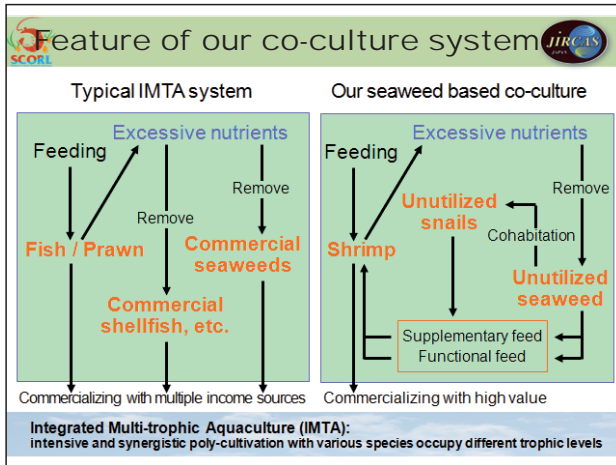 Feature of our co-culture system
SCORL
JIRCAS
JAPAN
Typical IMTA system
Excessive nutrients
Feeding
Remove
Remove
Fish / Prawn
Commercial
seaweeds
Commercial
shellfish, etc.
Commercializing with multiple income sources
Our seaweed based co-culture
Excessive nutrients
Feeding
Remove
Unutilized
snails
Cohabitation
Shrimp
Unutilized
seaweed
Supplementary feed
Functional feed
Commercializing with high value
Integrated Multi-trophic Aquaculture (IMTA):
intensive and synergistic poly-cultivation with various species occupy different trophic levels